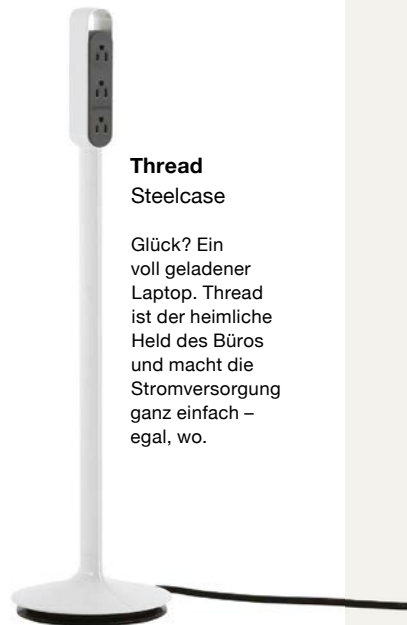 Thread
Steelcase
Glück? Ein
voll geladener
Laptop. Thread
ist der heimliche
Held des Büros
und macht die
Stromversorgung
ganz einfach –
egal, wo.